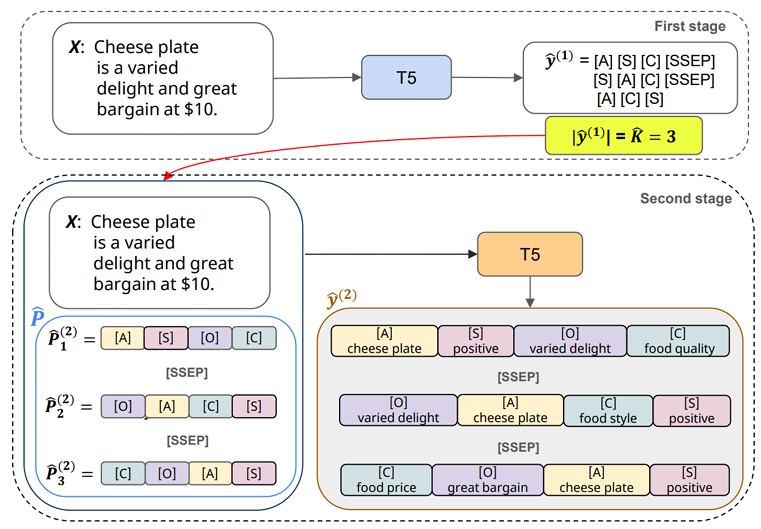 First stage
X: Cheese plate
is a varied
delight and great
bargain at $10.
T5
ŷ⁽¹⁾ = [A] [S] [C] [SSEP]
[S] [A] [C] [SSEP]
[A] [C] [S]
|ŷ⁽¹⁾| = K̂ = 3
Second stage
X: Cheese plate
is a varied
delight and great
bargain at $10.
T5
P̂
P̂₁⁽²⁾ = [A] [S] [O] [C]
[SSEP]
P̂₂⁽²⁾ = [O] [A] [C] [S]
[SSEP]
P̂₃⁽²⁾ = [C] [O] [A] [S]
ŷ⁽²⁾
[A] [S] [O] [C]
cheese plate positive varied delight food quality
[SSEP]
[O] [A] [C] [S]
varied delight cheese plate food style positive
[SSEP]
[C] [O] [A] [S]
food price great bargain cheese plate positive